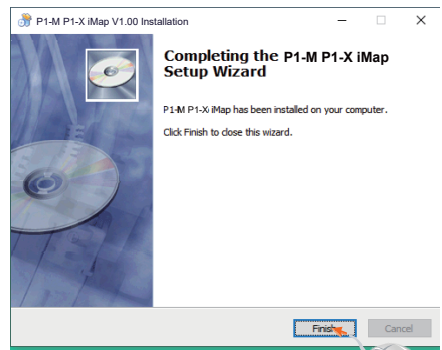 P1-M P1-X iMap V1.00 Installation
Completing the P1-M P1-X iMap
Setup Wizard
P1-M P1-X iMap has been installed on your computer.
Click Finish to close this wizard.
Finish
Cancel